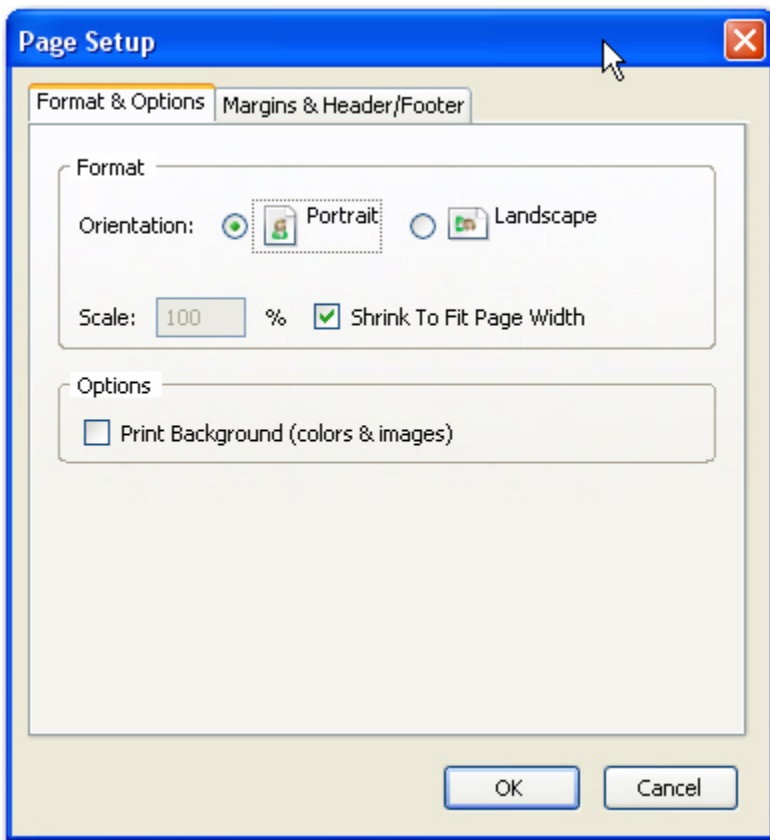 Page Setup
Format & Options Margins & Header/Footer
Format
Orientation: Portrait Landscape
Scale: 100 % Shrink To Fit Page Width
Options
Print Background (colors & images)
OK Cancel